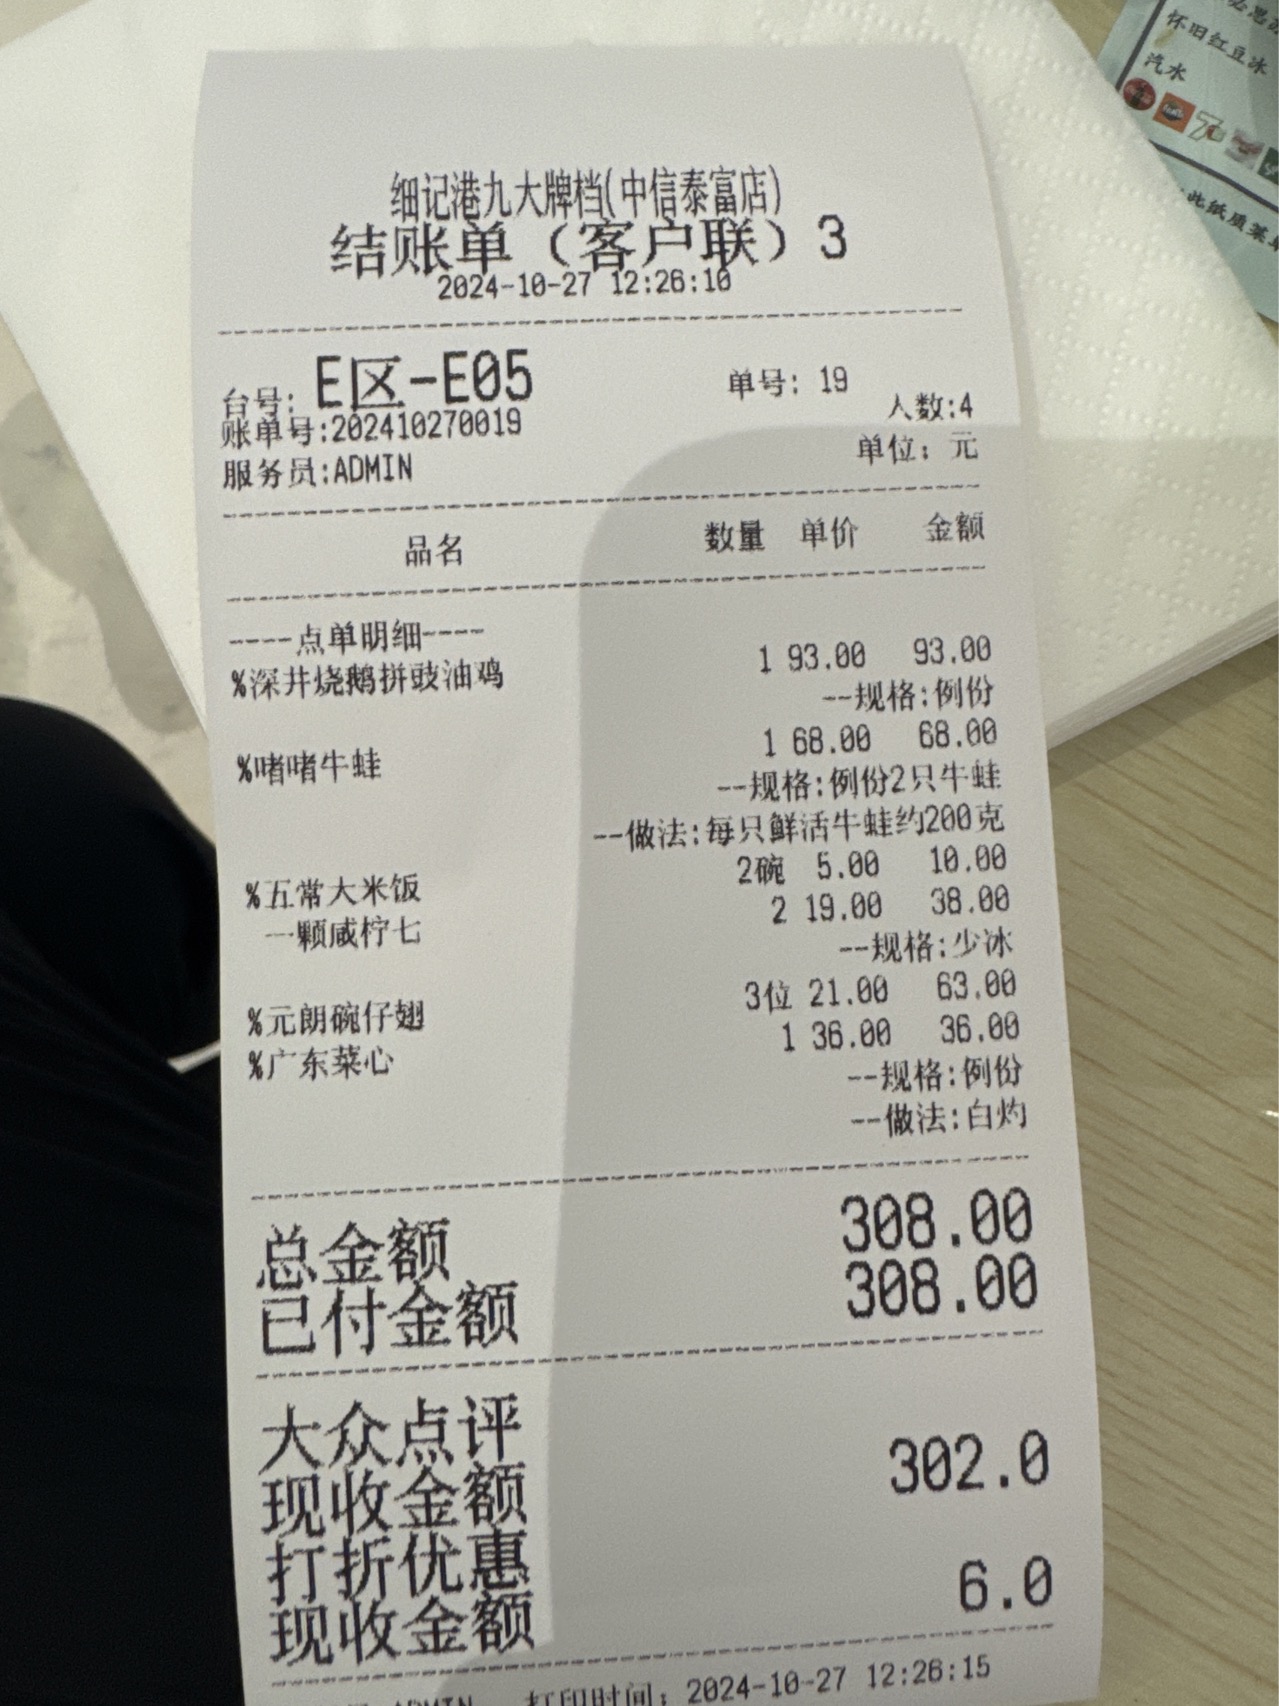 细记港九大牌档(中信泰富店)
结账单（客户联）3
2024-10-27 12:26:10
台号: E区-E05 单号: 19
账单号:202410270019 人数:4
服务员:ADMIN 单位: 元
品名 数量 单价 金额
----点单明细----
%深井烧鹅拼豉油鸡 1 93.00 93.00
--规格:例份
%啫啫牛蛙 1 68.00 68.00
--规格:例份2只牛蛙
--做法:每只鲜活牛蛙约200克
%五常大米饭 2碗 5.00 10.00
一颗咸柠七 2 19.00 38.00
--规格:少冰
%元朗碗仔翅 3位 21.00 63.00
%广东菜心 1 36.00 36.00
--规格:例份
--做法:白灼
总金额 308.00
已付金额 308.00
大众点评
现收金额 302.0
打折优惠
现收金额 6.0
ADMIN 打印时间: 2024-10-27 12:26:15
怀旧红豆冰
汽水
此纸质菜